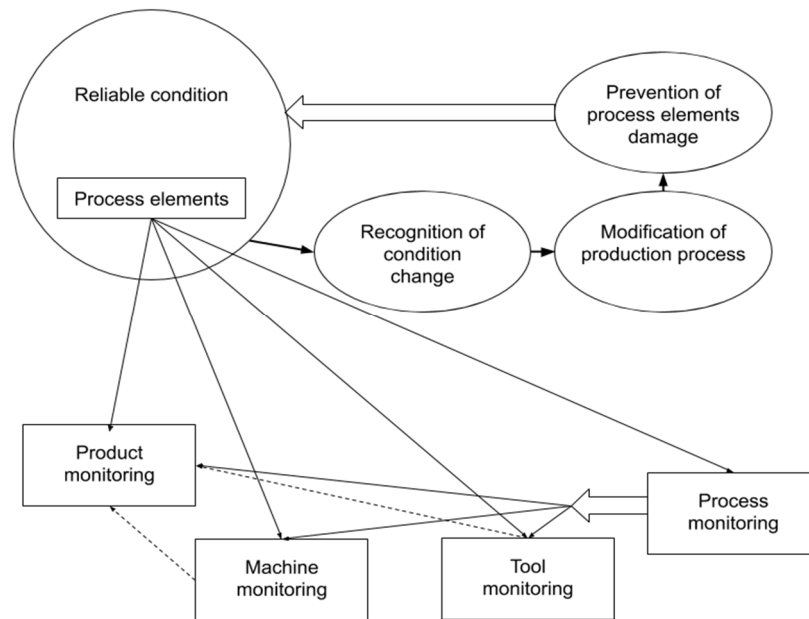 Reliable condition
Prevention of
process elements
damage
Process elements
Recognition of
condition
change
Modification of
production process
Product
monitoring
Process
monitoring
Machine
monitoring
Tool
monitoring